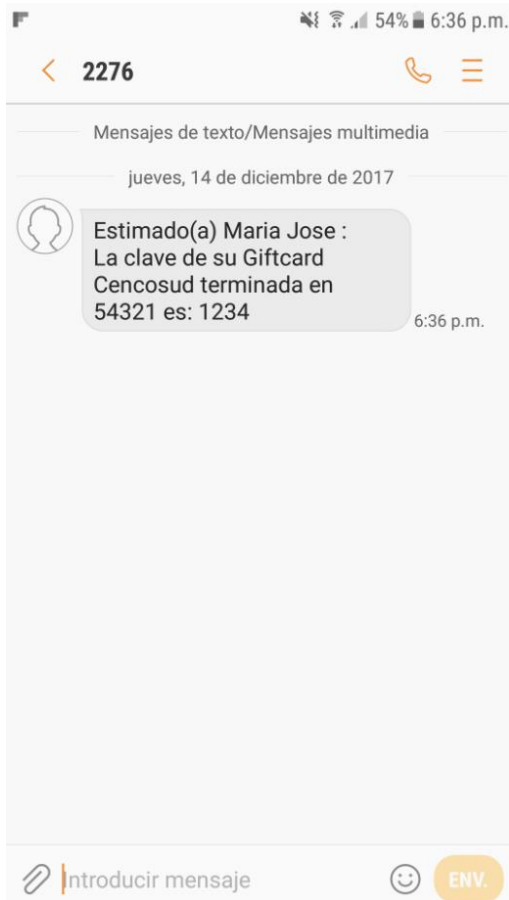 54% 6:36 p.m.
2276
Mensajes de texto/Mensajes multimedia
jueves, 14 de diciembre de 2017
Estimado(a) Maria Jose :
La clave de su Giftcard
Cencosud terminada en
54321 es: 1234
6:36 p.m.
Introducir mensaje
ENV.